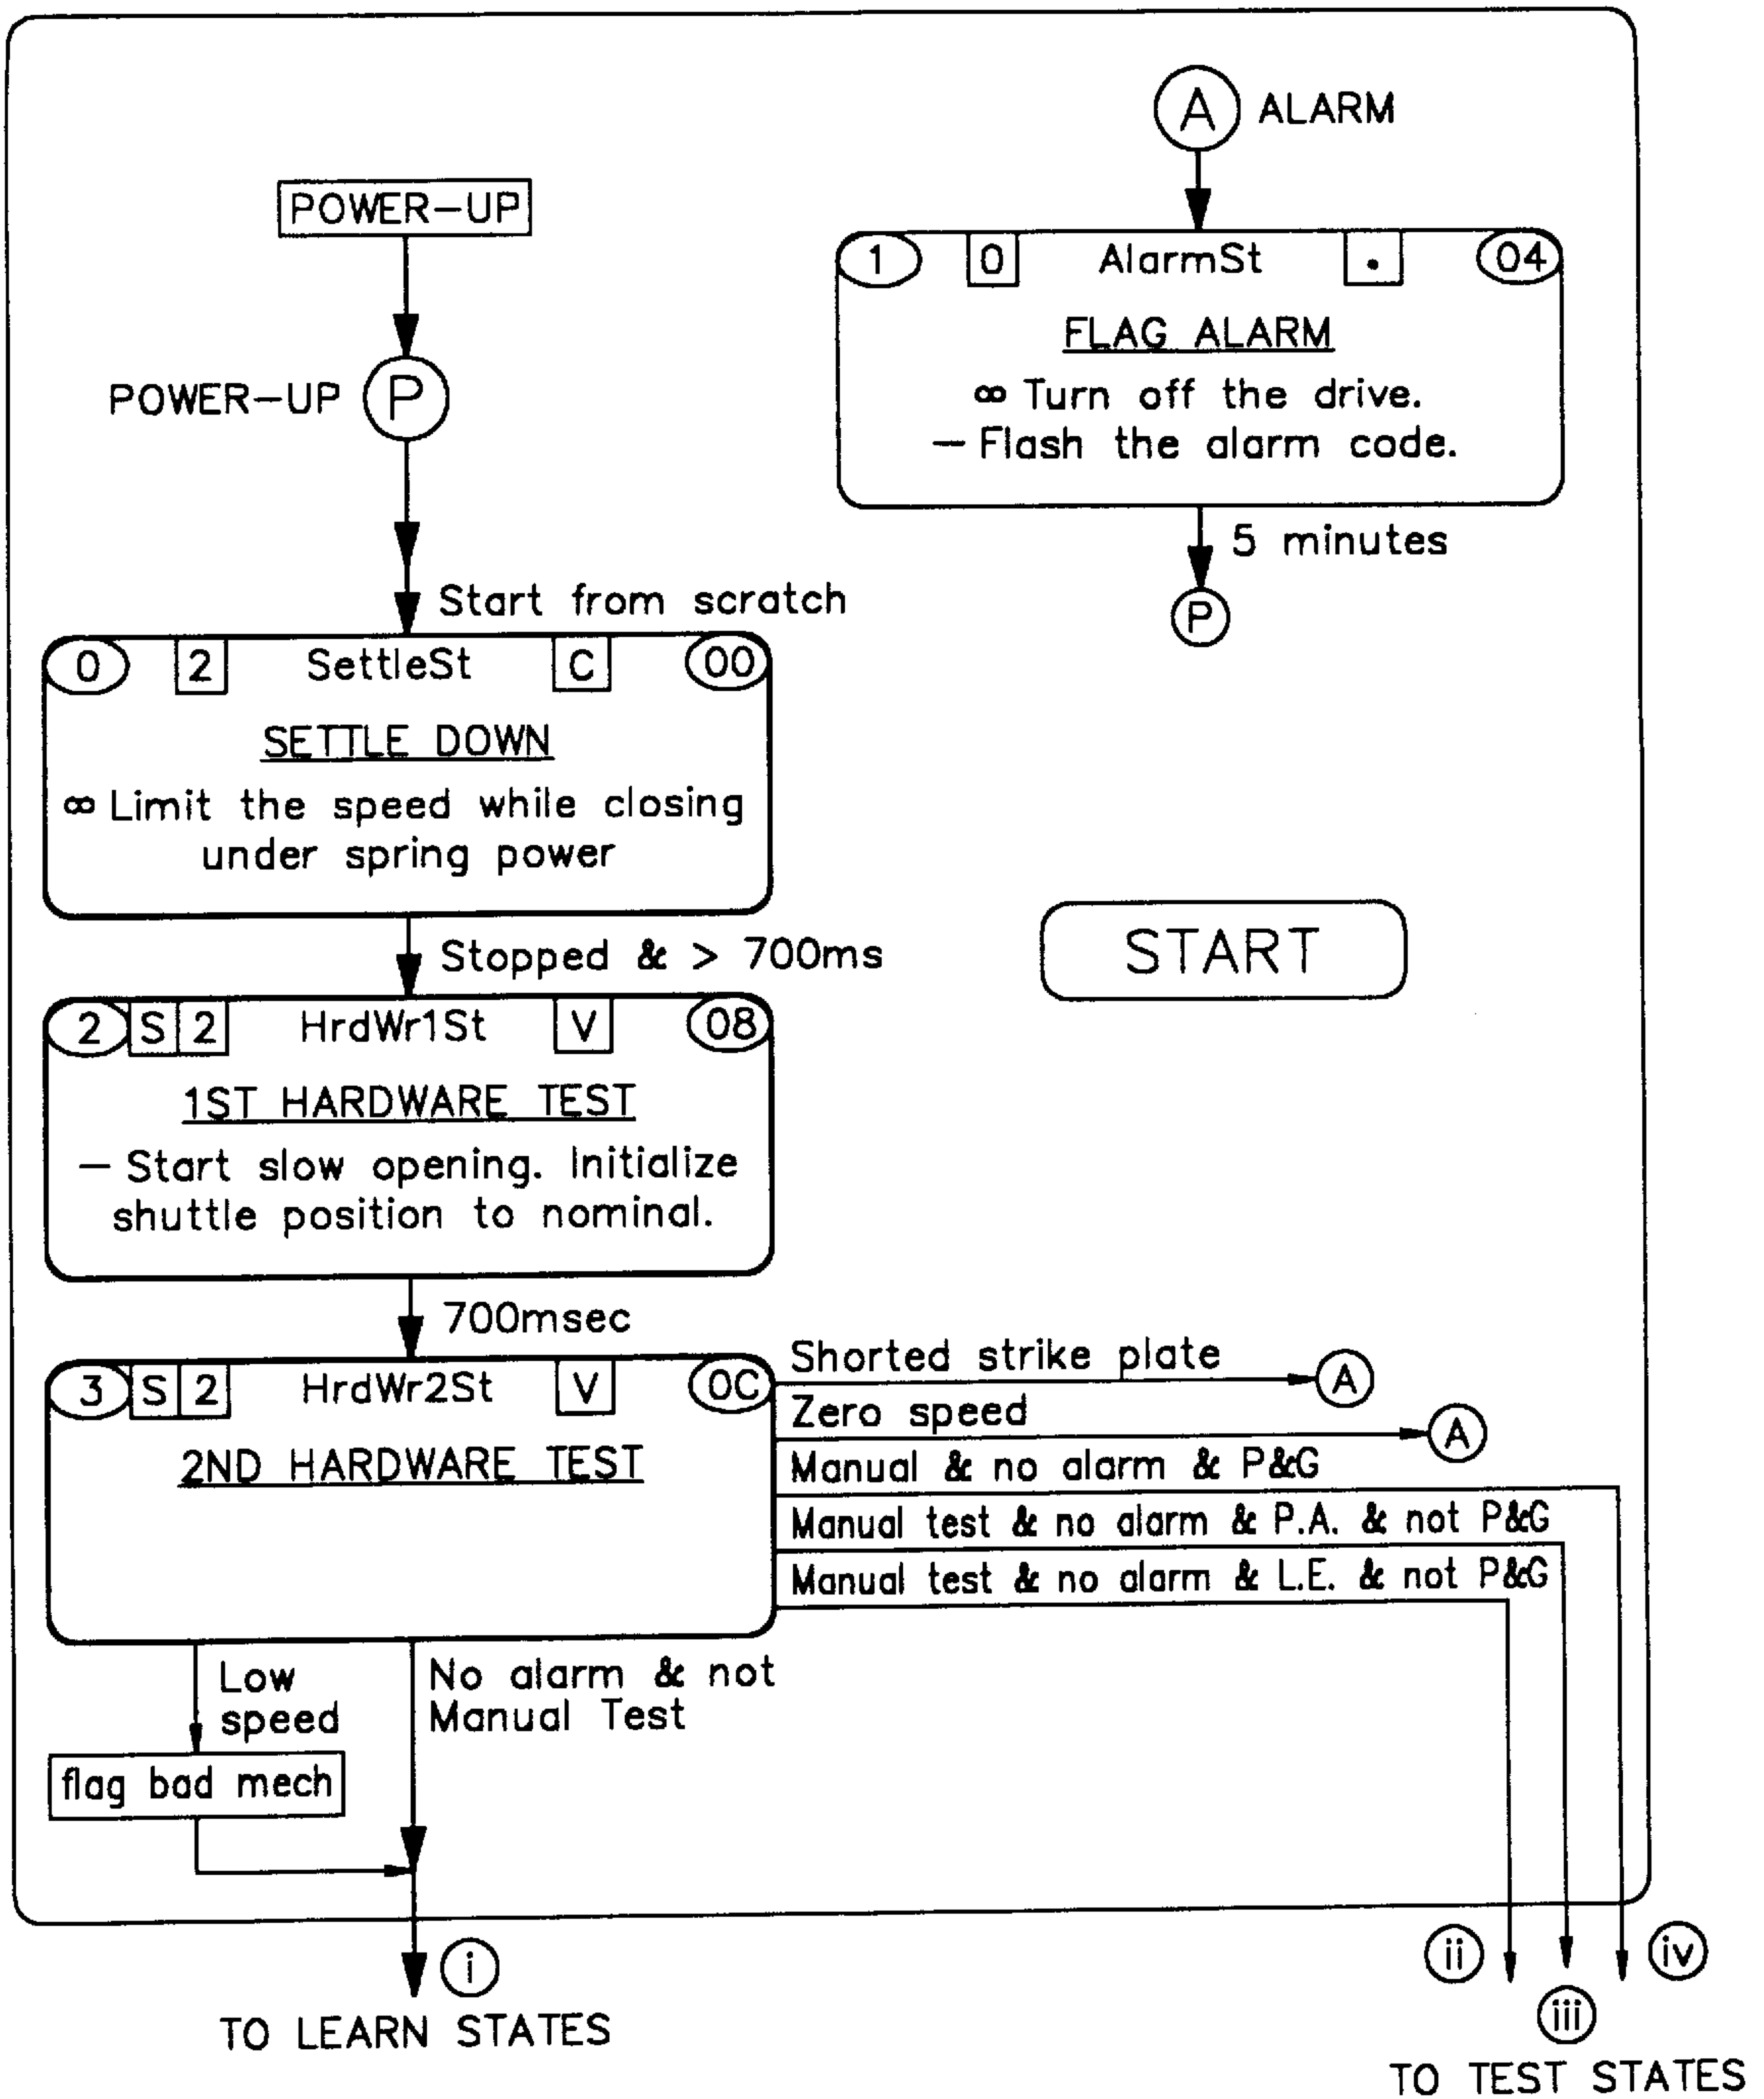 A ALARM
POWER-UP
1 0 AlarmSt . 04
FLAG ALARM
∞ Turn off the drive.
— Flash the alarm code.
POWER-UP P
5 minutes
P
Start from scratch
0 2 SettleSt C 00
SETTLE DOWN
∞ Limit the speed while closing
under spring power
START
Stopped & > 700ms
2 S 2 HrdWr1St V 08
1ST HARDWARE TEST
— Start slow opening. Initialize
shuttle position to nominal.
700msec
3 S 2 HrdWr2St V 0C
2ND HARDWARE TEST
Shorted strike plate A
Zero speed A
Manual & no alarm & P&G
Manual test & no alarm & P.A. & not P&G
Manual test & no alarm & L.E. & not P&G
Low
speed
No alarm & not
Manual Test
flag bad mech
i
TO LEARN STATES
ii
iii
iv
TO TEST STATES